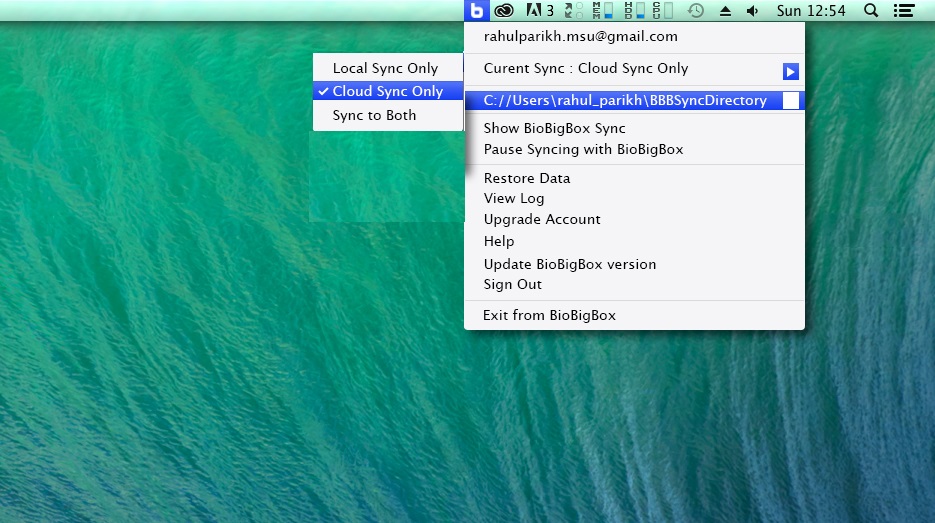 b 3 MEM HDD CPU Sun 12:54
rahulparikh.msu@gmail.com
Curent Sync : Cloud Sync Only
Local Sync Only
Cloud Sync Only
Sync to Both
C://Users\rahul_parikh\BBBSyncDirectory
Show BioBigBox Sync
Pause Syncing with BioBigBox
Restore Data
View Log
Upgrade Account
Help
Update BioBigBox version
Sign Out
Exit from BioBigBox